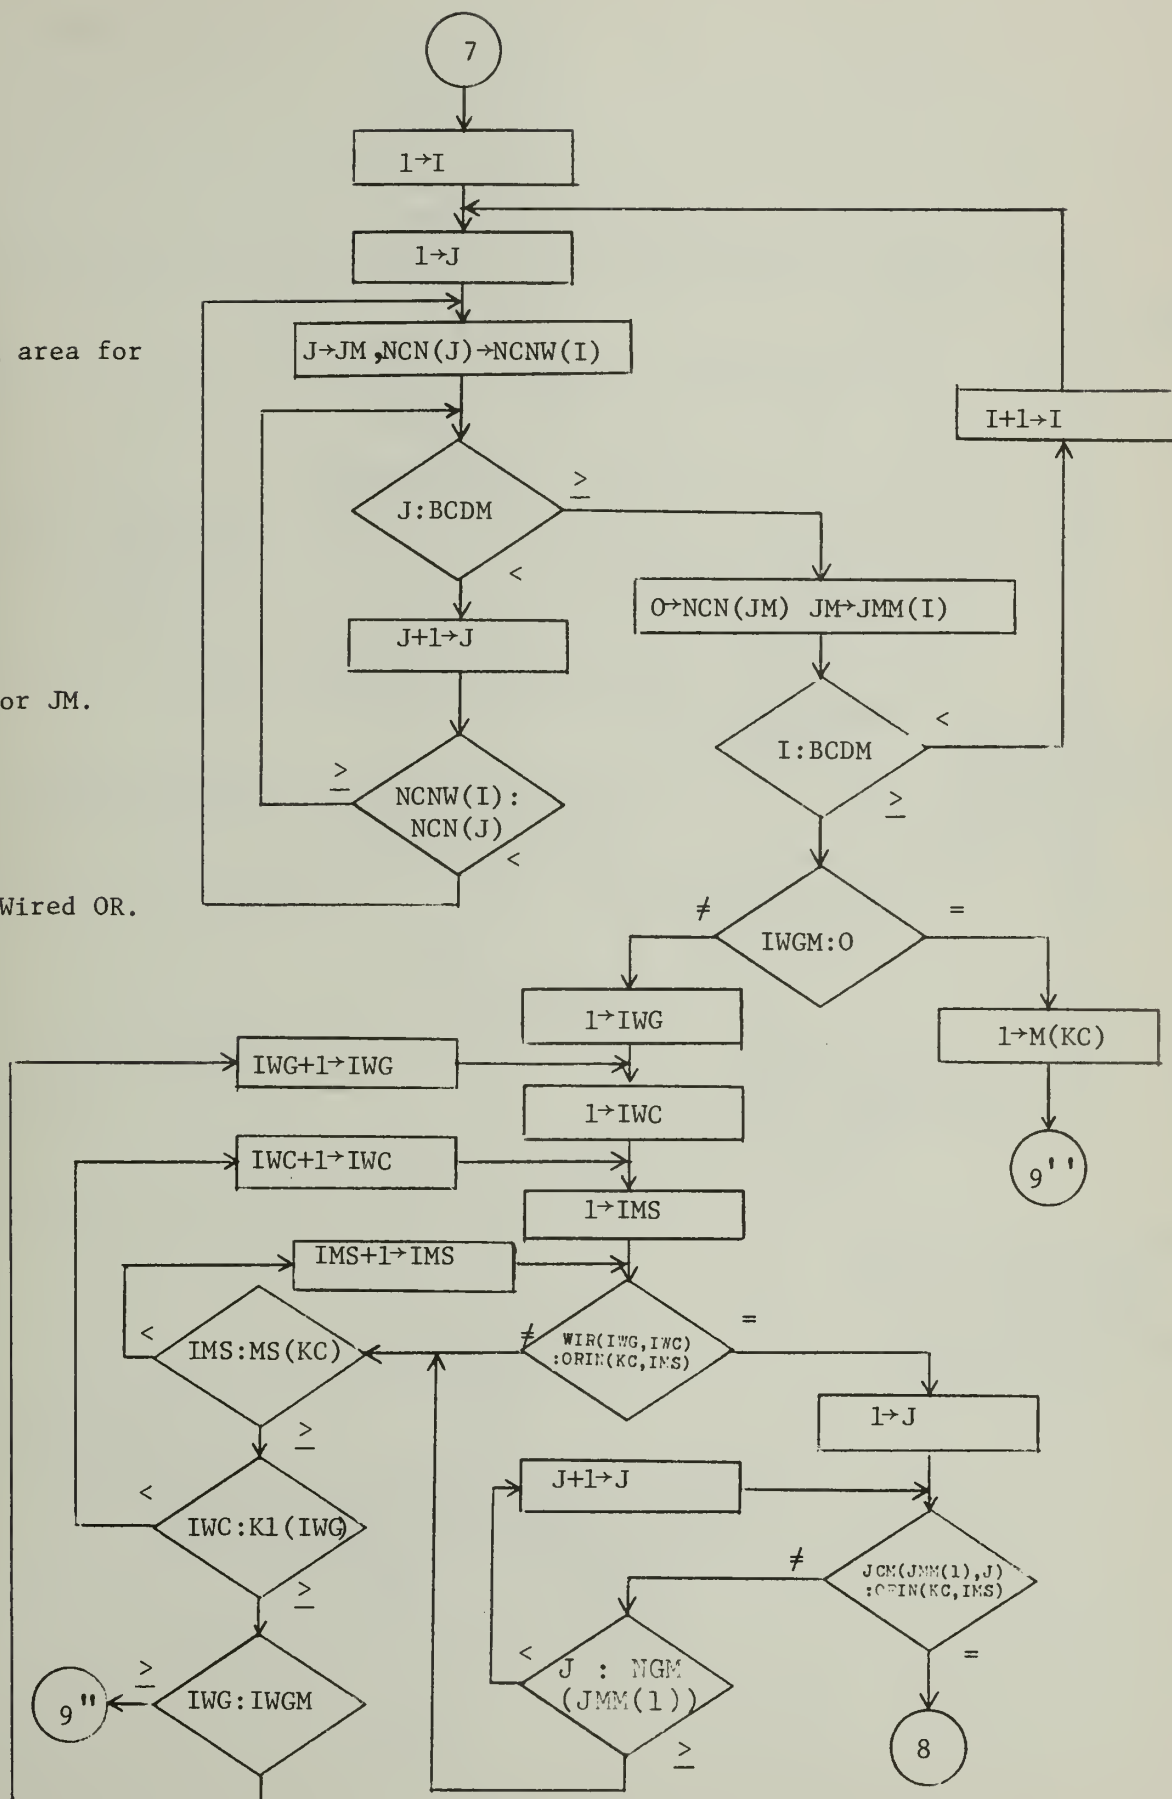 7
1→I
1→J
area for
J→JM,NCN(J)→NCNW(I)
I+1→I
J:BCDM
≥
<
O→NCN(JM) JM→JMM(I)
J+1→J
or JM.
I:BCDM
<
≥
NCNW(I):
NCN(J)
≥
<
Wired OR.
IWGM:O
≠
=
1→IWG
1→M(KC)
IWG+1→IWG
1→IWC
IWC+1→IWC
9''
1→IMS
IMS+1→IMS
IMS:MS(KC)
<
≥
WIR(IWG,IWC)
:ORIN(KC,IMS)
≠
=
1→J
J+1→J
IWC:K1(IWG)
<
≥
JCM(JMM(1),J)
:ORIN(KC,IMS)
≠
=
J : NGM
(JMM(1))
<
≥
IWG:IWGM
≥
9"
8